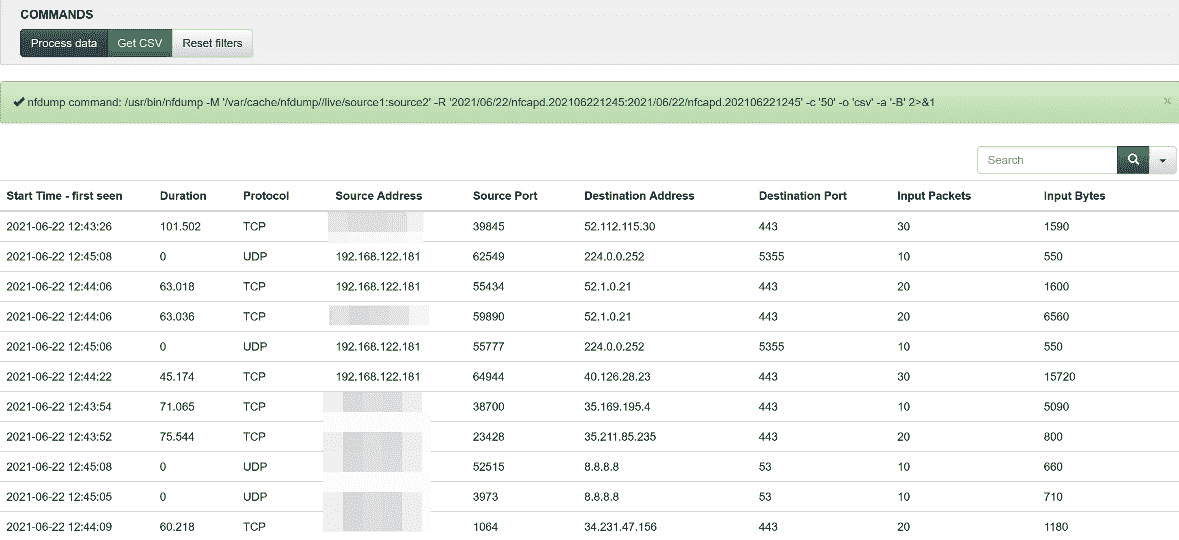 COMMANDS
Process data Get CSV Reset filters
nfdump command: /usr/bin/nfdump -M '/var/cache/nfdump//live/source1:source2' -R '2021/06/22/nfcapd.202106221245:2021/06/22/nfcapd.202106221245' -c '50' -o 'csv' -a '-B' 2>&1 x
Search
Start Time - first seen Duration Protocol Source Address Source Port Destination Address Destination Port Input Packets Input Bytes
2021-06-22 12:43:26 101.502 TCP 39845 52.112.115.30 443 30 1590
2021-06-22 12:45:08 0 UDP 192.168.122.181 62549 224.0.0.252 5355 10 550
2021-06-22 12:44:06 63.018 TCP 192.168.122.181 55434 52.1.0.21 443 20 1600
2021-06-22 12:44:06 63.036 TCP 59890 52.1.0.21 443 20 6560
2021-06-22 12:45:06 0 UDP 192.168.122.181 55777 224.0.0.252 5355 10 550
2021-06-22 12:44:22 45.174 TCP 192.168.122.181 64944 40.126.28.23 443 30 15720
2021-06-22 12:43:54 71.065 TCP 38700 35.169.195.4 443 10 5090
2021-06-22 12:43:52 75.544 TCP 23428 35.211.85.235 443 20 800
2021-06-22 12:45:08 0 UDP 52515 8.8.8.8 53 10 660
2021-06-22 12:45:05 0 UDP 3973 8.8.8.8 53 10 710
2021-06-22 12:44:09 60.218 TCP 1064 34.231.47.156 443 20 1180